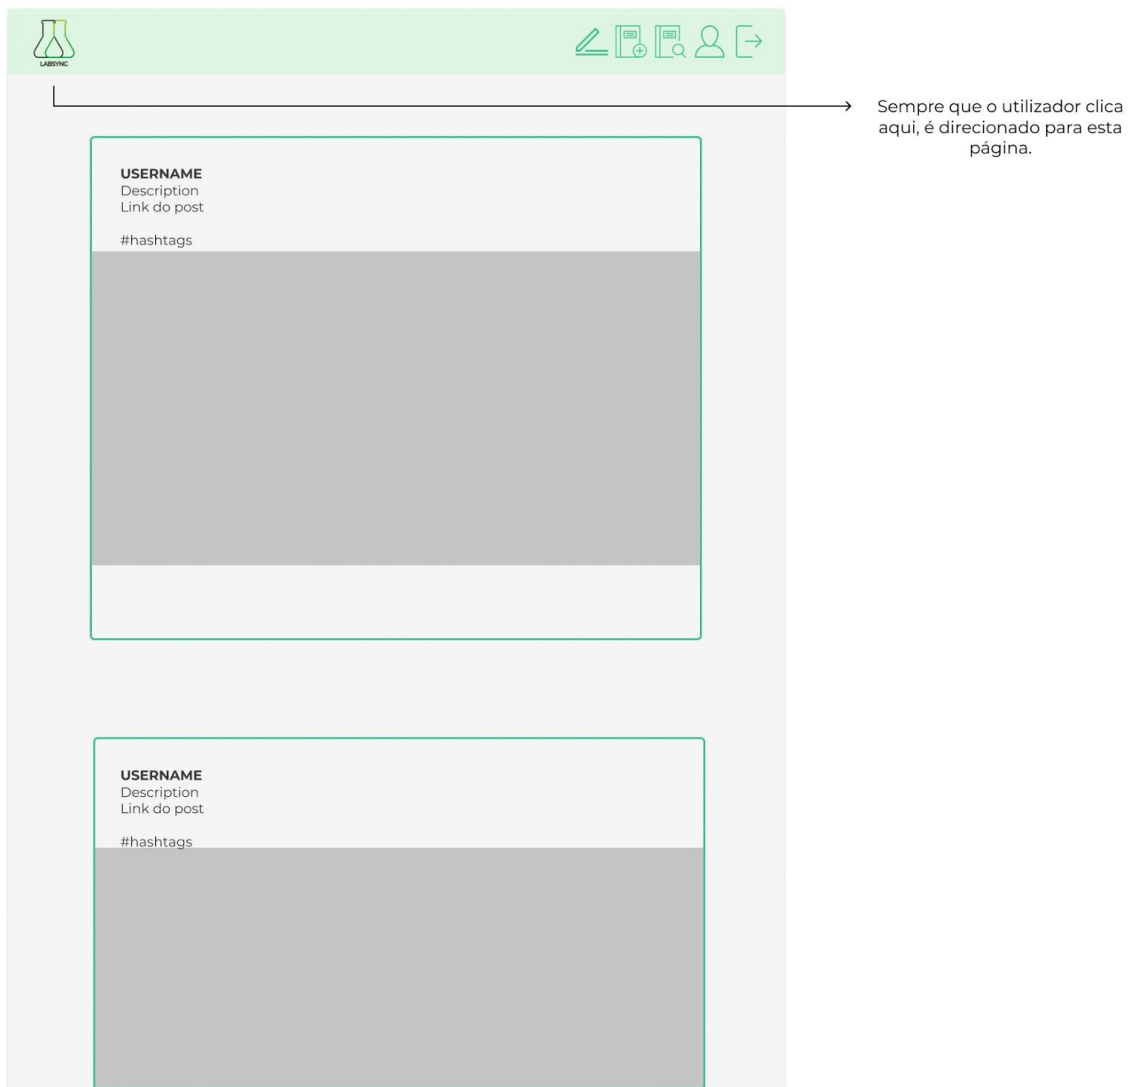 LABSYNC
Sempre que o utilizador clica
aqui, é direcionado para esta
página.
USERNAME
Description
Link do post
#hashtags
USERNAME
Description
Link do post
#hashtags